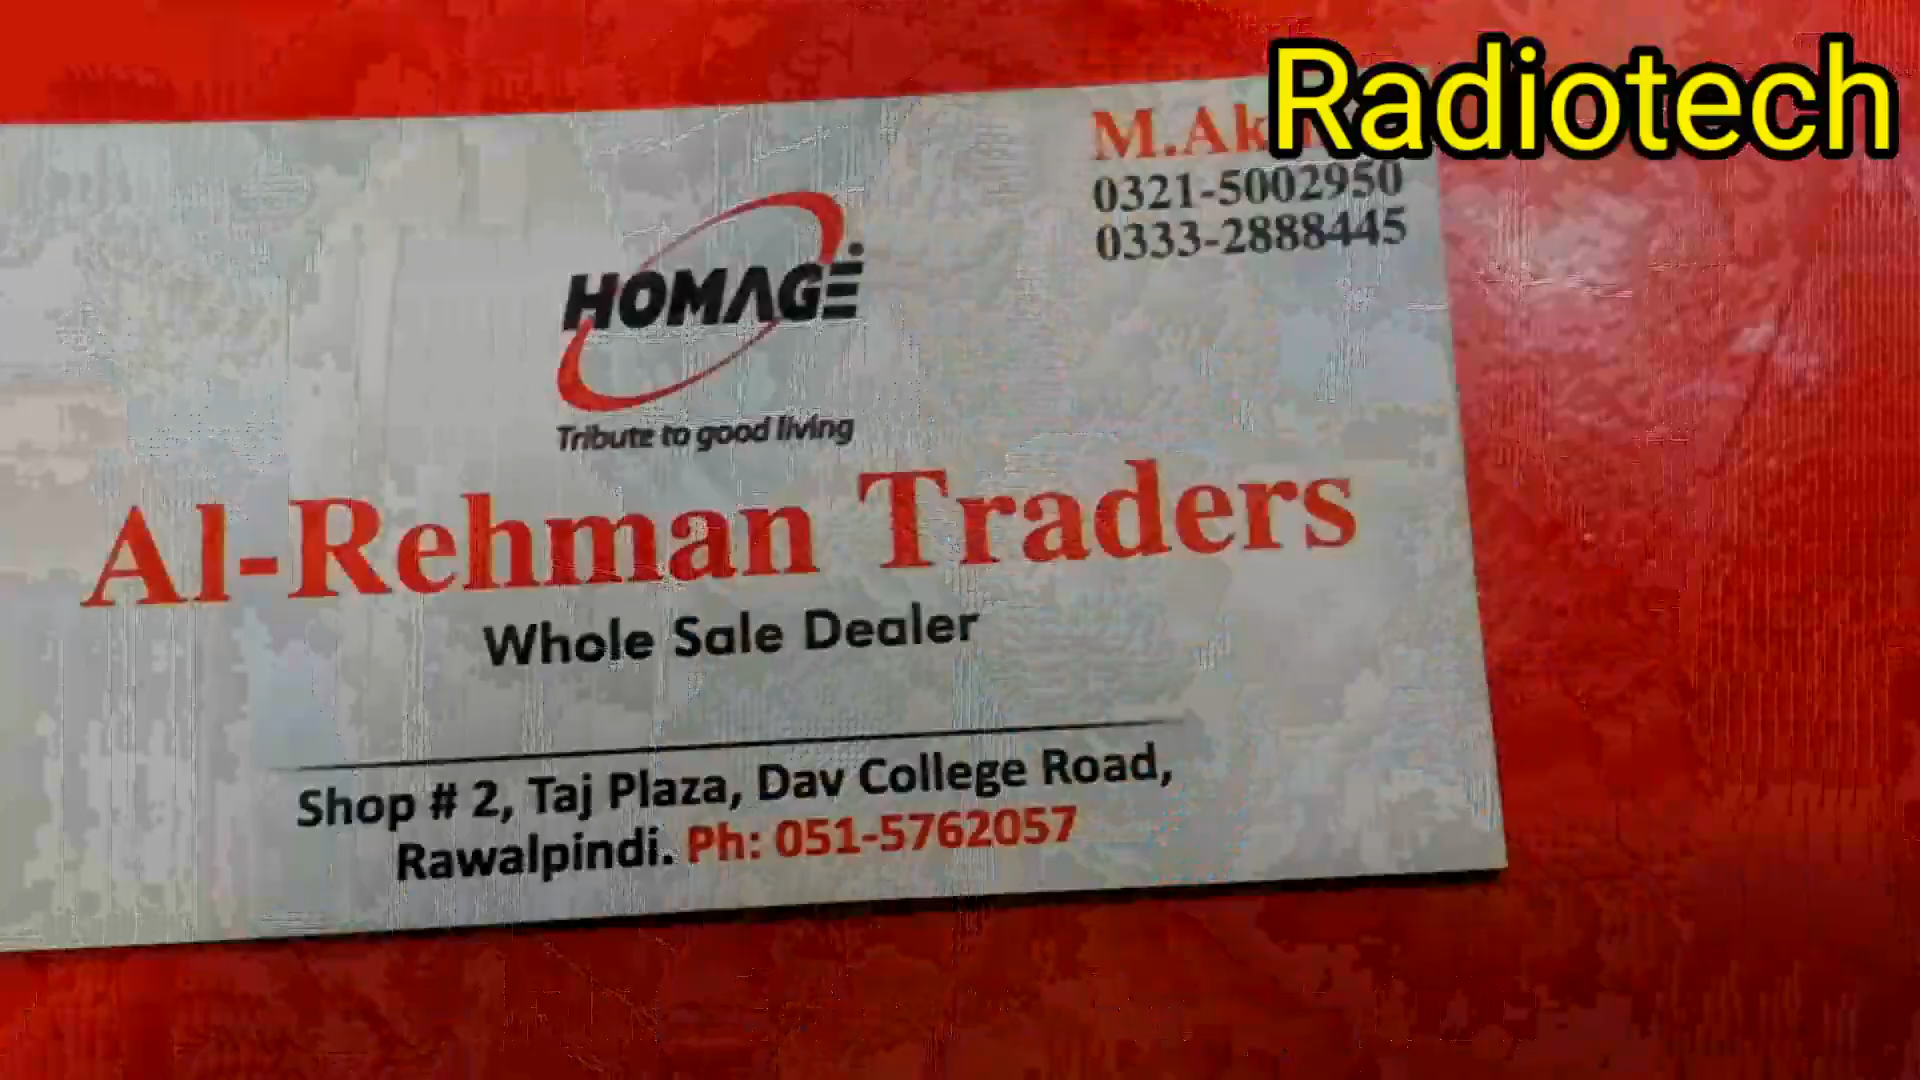 Radiotech
0321-5002950
0333-2888445
HOMAGE
Tribute to good living
Al-Rehman Traders
Whole Sale Dealer
Shop # 2, Taj Plaza, Dav College Road,
Rawalpindi. Ph: 051-5762057